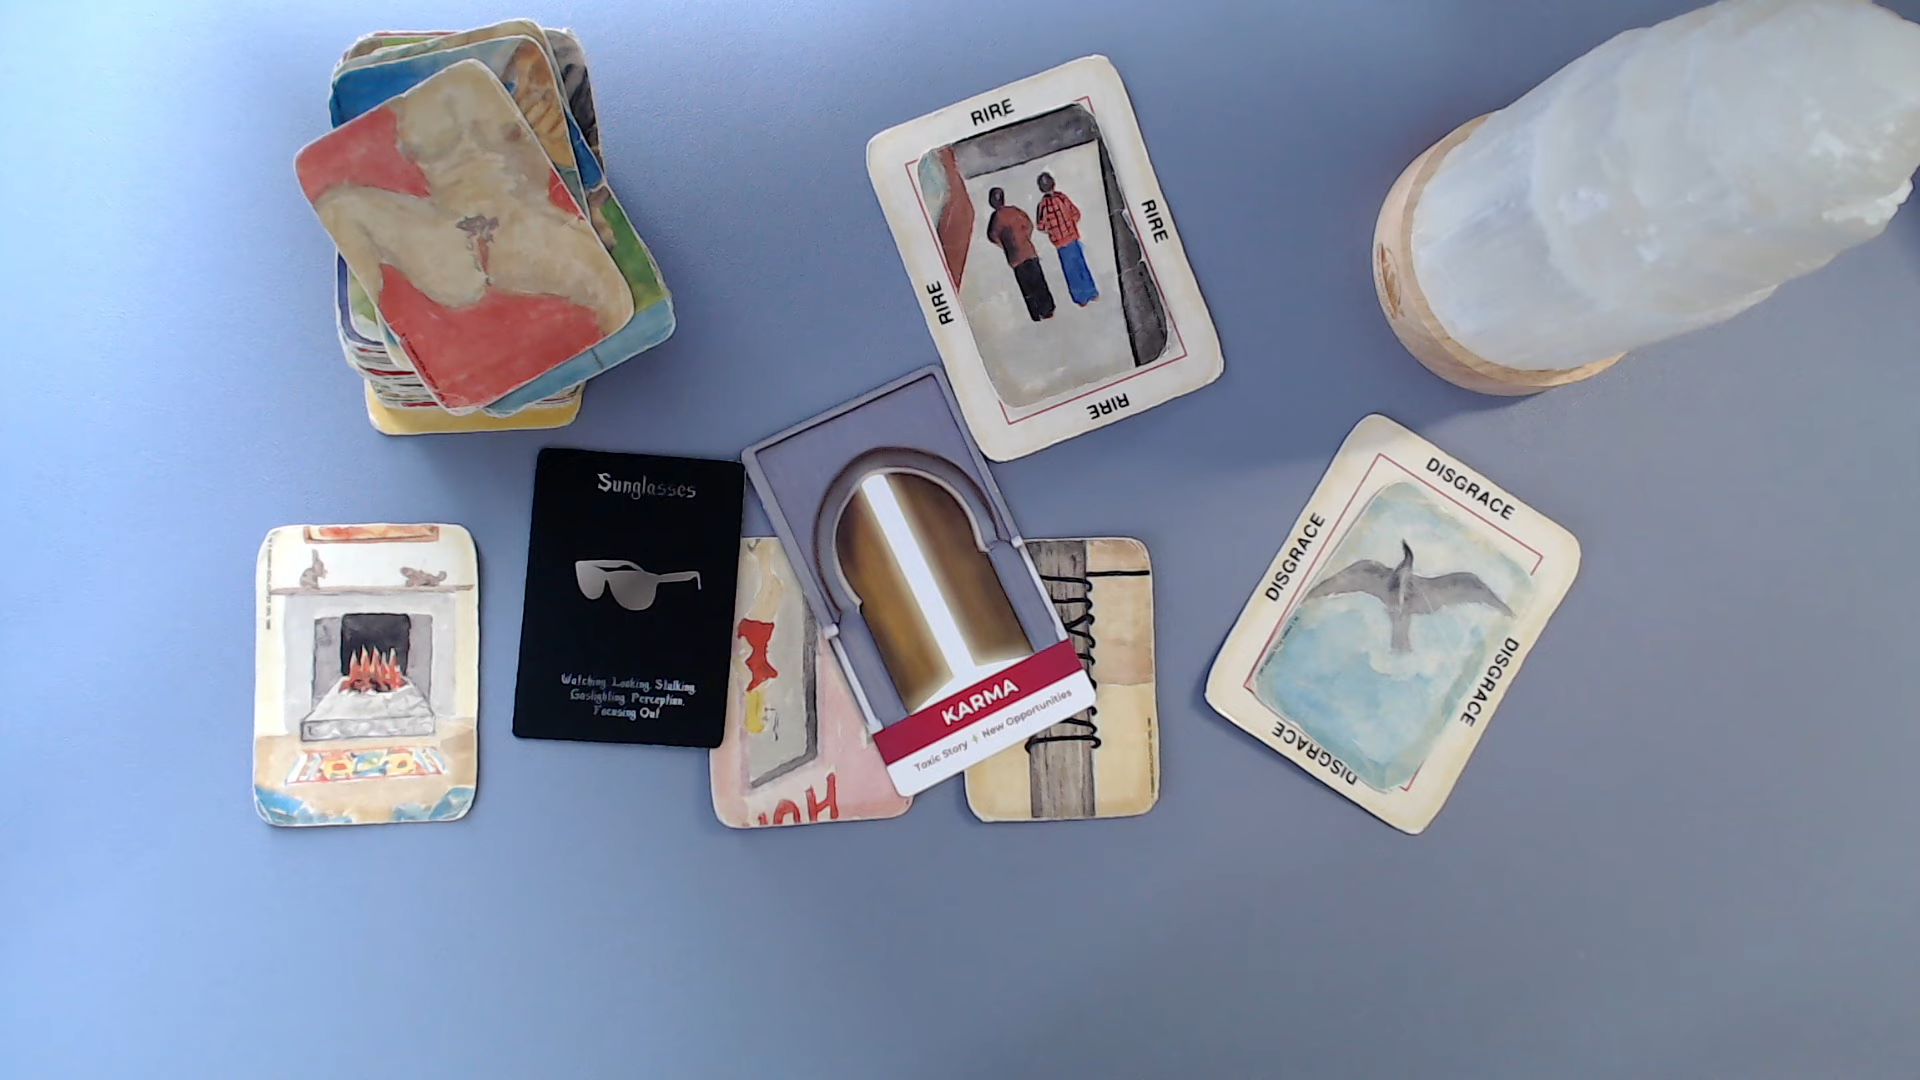 RIRE
RIRE
RIRE
RIRE
Sunglasses
Watching, Looking, Stalking,
Gaslighting, Perception,
Focusing Out
KARMA
Toxic Story New Opportunities
DISGRACE
DISGRACE
DISGRACE
DISGRACE